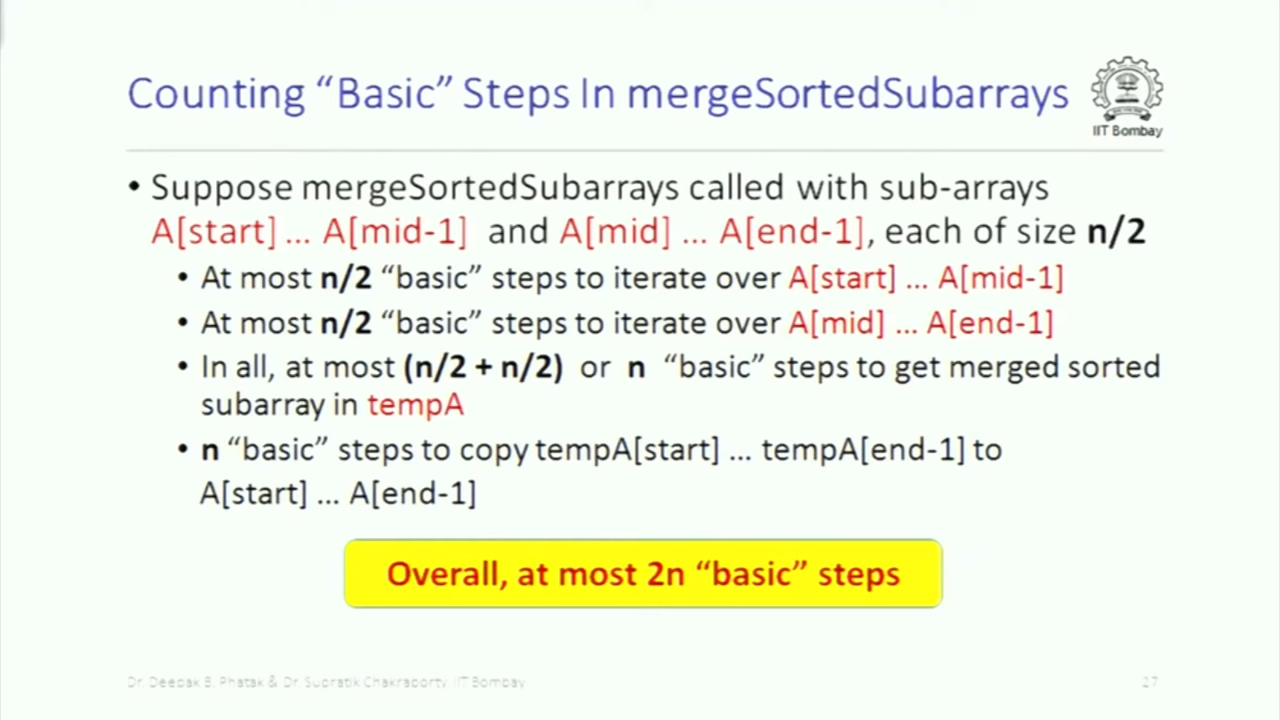 Counting “Basic” Steps In mergeSortedSubarrays
IIT Bombay
• Suppose mergeSortedSubarrays called with sub-arrays
A[start] ... A[mid-1] and A[mid] ... A[end-1], each of size n/2
• At most n/2 “basic” steps to iterate over A[start] ... A[mid-1]
• At most n/2 “basic” steps to iterate over A[mid] ... A[end-1]
• In all, at most (n/2 + n/2) or n “basic” steps to get merged sorted
subarray in tempA
• n “basic” steps to copy tempA[start] ... tempA[end-1] to
A[start] ... A[end-1]
Overall, at most 2n “basic” steps
Dr. Deepak B. Phatak & Dr. Supratik Chakraborty, IIT Bombay
27